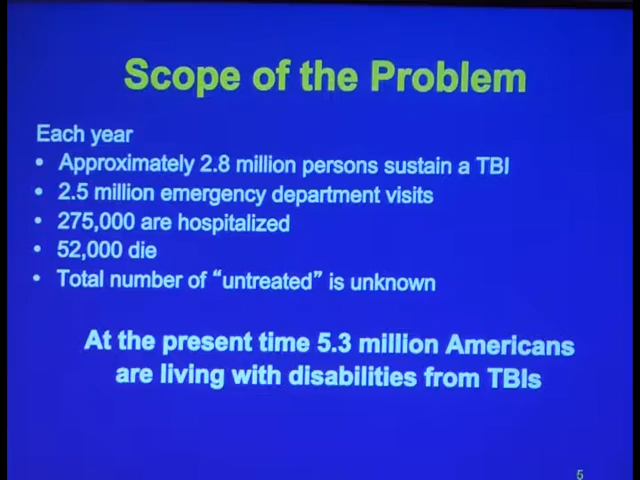 Scope of the Problem
Each year
• Approximately 2.8 million persons sustain a TBI
• 2.5 million emergency department visits
• 275,000 are hospitalized
• 52,000 die
• Total number of “untreated” is unknown
At the present time 5.3 million Americans
are living with disabilities from TBIs
5